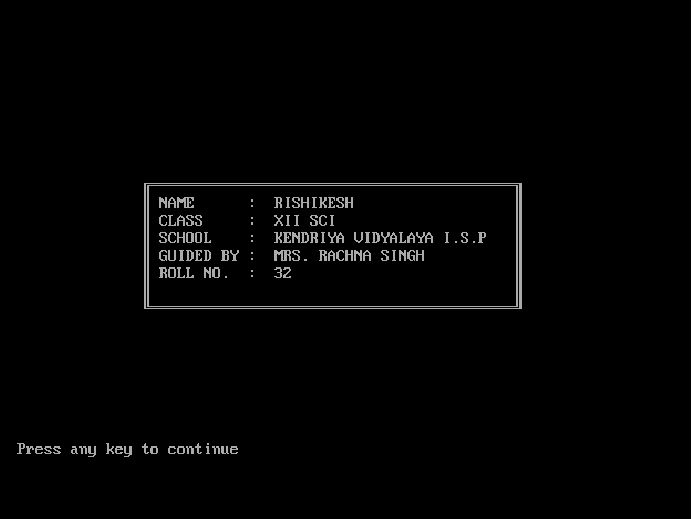 NAME : RISHIKESH
CLASS : XII SCI
SCHOOL : KENDRIYA VIDYALAYA I.S.P
GUIDED BY : MRS. RACHNA SINGH
ROLL NO. : 32
Press any key to continue